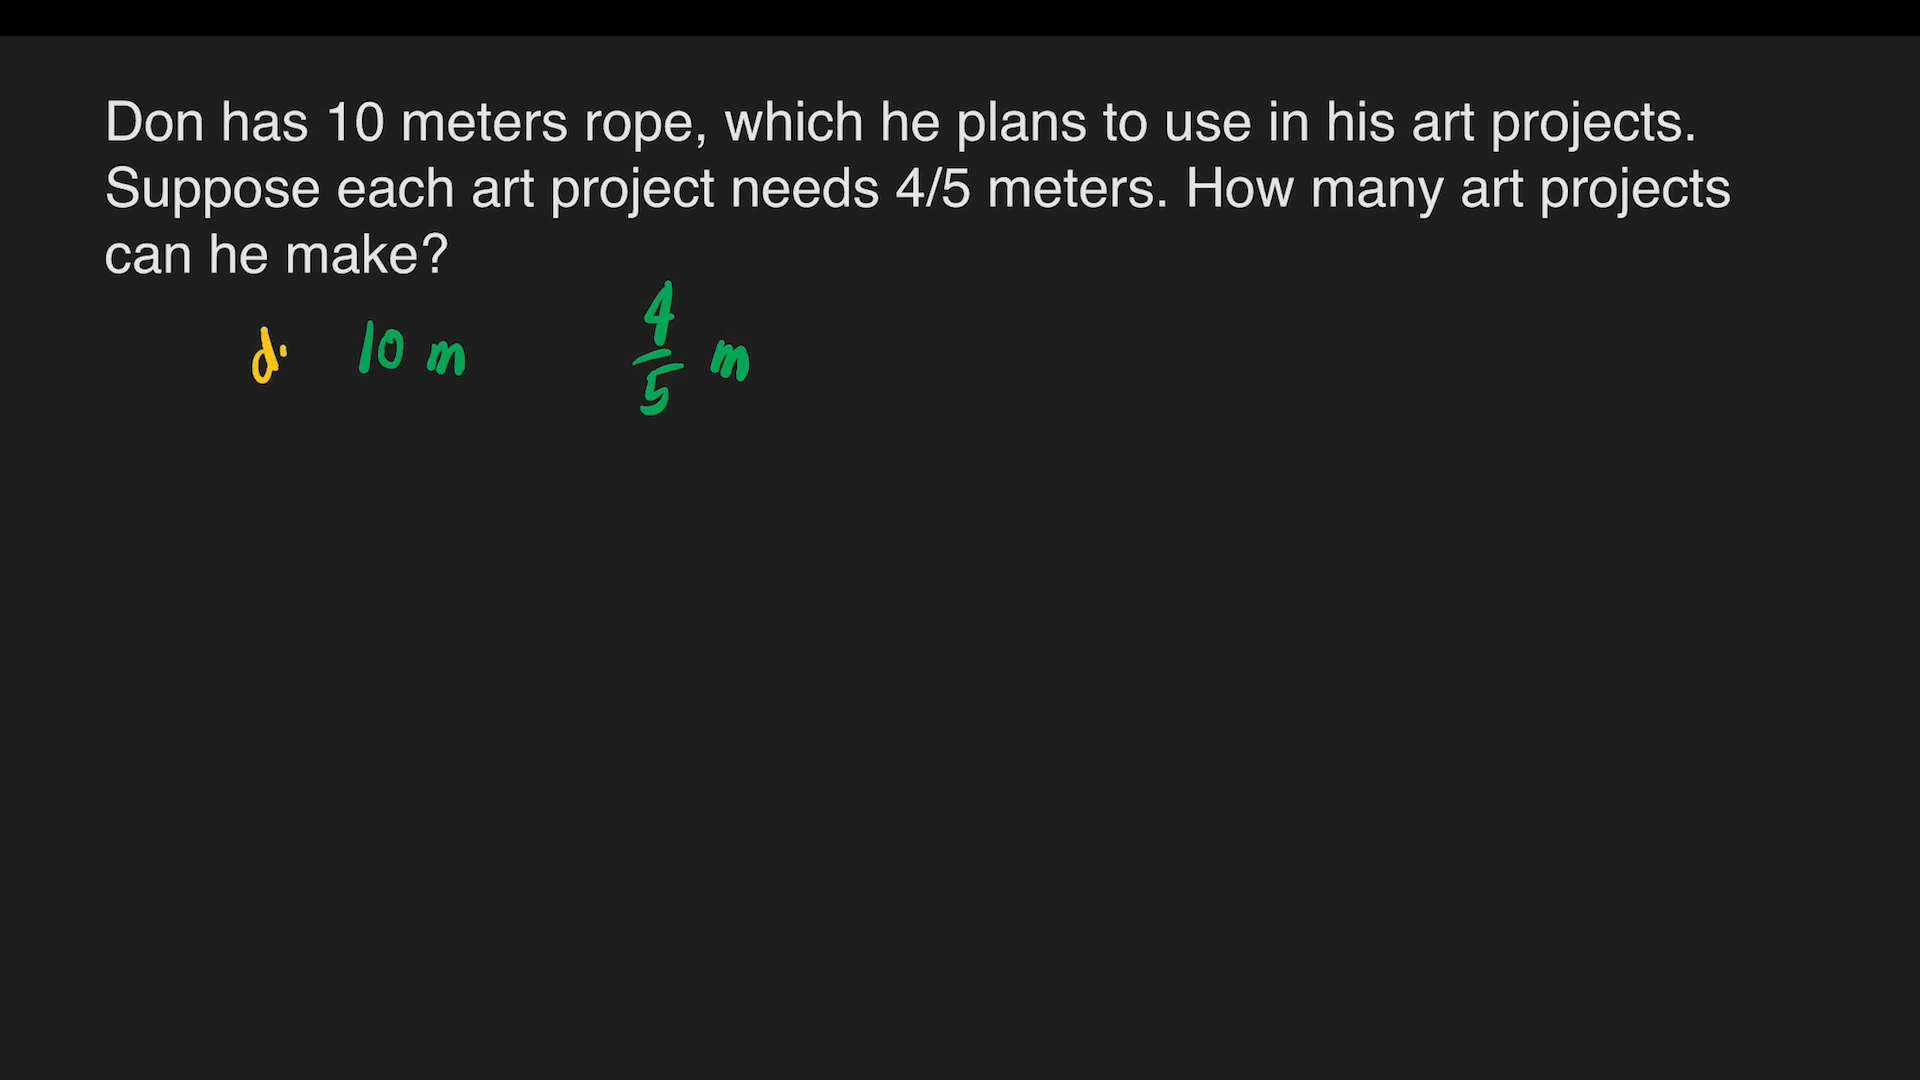 Don has 10 meters rope, which he plans to use in his art projects.
Suppose each art project needs 4/5 meters. How many art projects
can he make?
d. 10 m 4/5 m